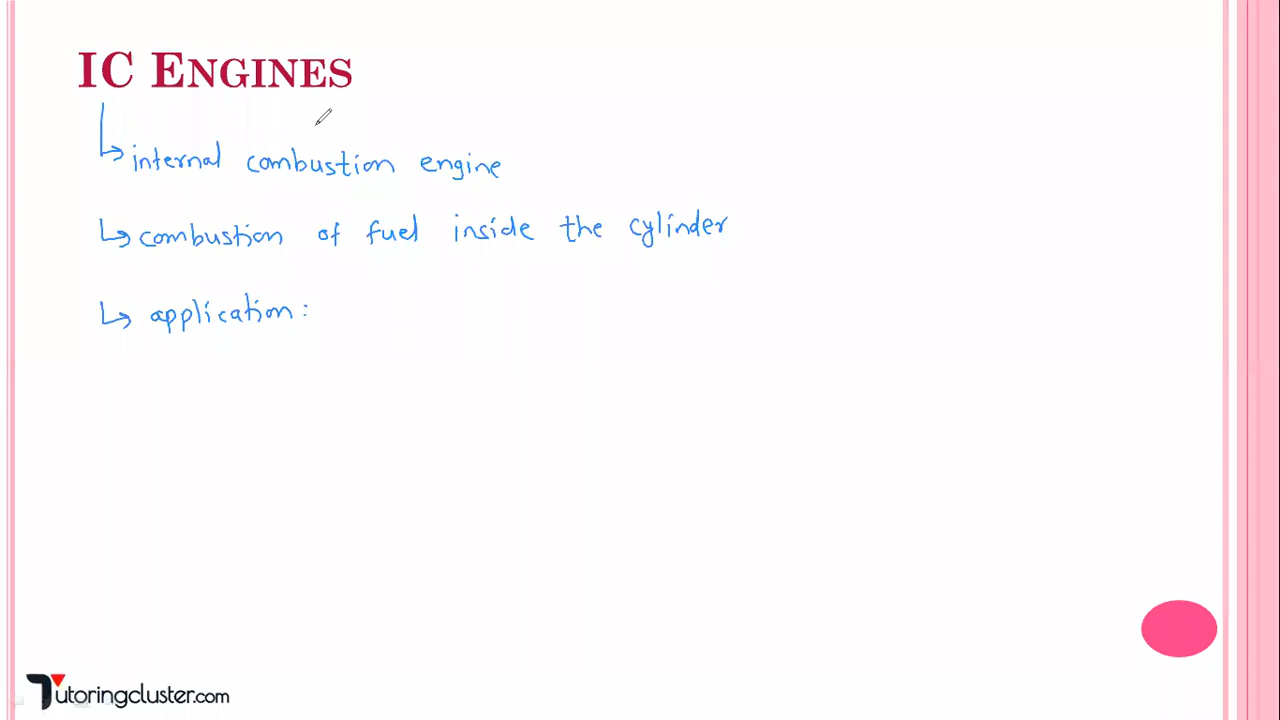 IC ENGINES
internal combustion engine
combustion of fuel inside the cylinder
application:
Tutoringcluster.com